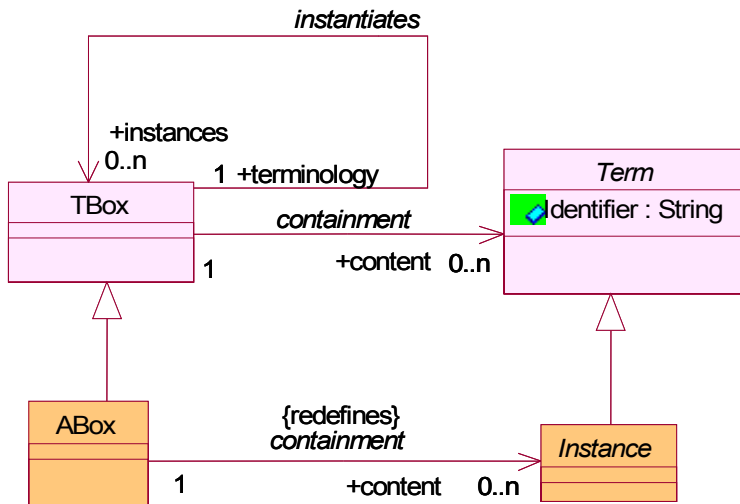 instantiates
+instances
0..n
1 +terminology
TBox
Term
Identifier : String
containment
1
+content 0..n
ABox
{redefines}
containment
Instance
1
+content 0..n